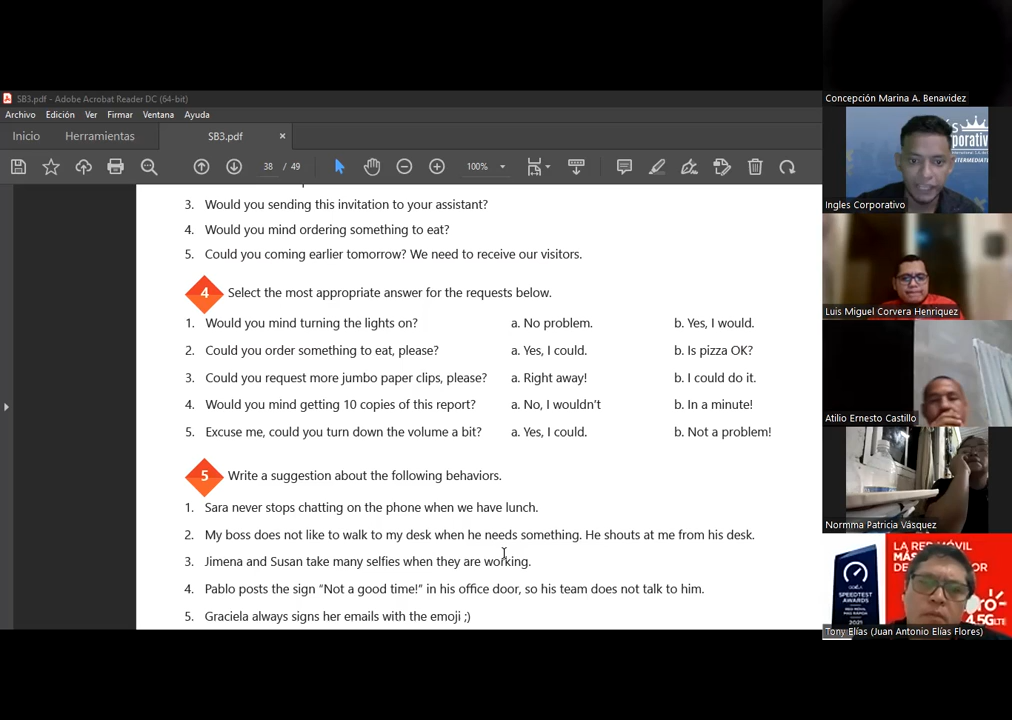 Concepción Marina A. Benavidez
SB3.pdf - Adobe Acrobat Reader DC (64-bit)
Archivo Edición Ver Firmar Ventana Ayuda
Inicio Herramientas SB3.pdf ×
38 / 49 100%
3. Would you sending this invitation to your assistant?
4. Would you mind ordering something to eat?
5. Could you coming earlier tomorrow? We need to receive our visitors.
4 Select the most appropriate answer for the requests below.
1. Would you mind turning the lights on? a. No problem. b. Yes, I would.
2. Could you order something to eat, please? a. Yes, I could. b. Is pizza OK?
3. Could you request more jumbo paper clips, please? a. Right away! b. I could do it.
4. Would you mind getting 10 copies of this report? a. No, I wouldn't b. In a minute!
5. Excuse me, could you turn down the volume a bit? a. Yes, I could. b. Not a problem!
5 Write a suggestion about the following behaviors.
1. Sara never stops chatting on the phone when we have lunch.
2. My boss does not like to walk to my desk when he needs something. He shouts at me from his desk.
3. Jimena and Susan take many selfies when they are working.
4. Pablo posts the sign “Not a good time!” in his office door, so his team does not talk to him.
5. Graciela always signs her emails with the emoji ;)
Ingles Corporativo
Luis Miguel Corvera Henriquez
Atilio Ernesto Castillo
Normma Patricia Vásquez
LA RED MÓVIL
SPEEDTEST
AWARDS
2021
4.5G
Tony Elías (Juan Antonio Elías Flores)